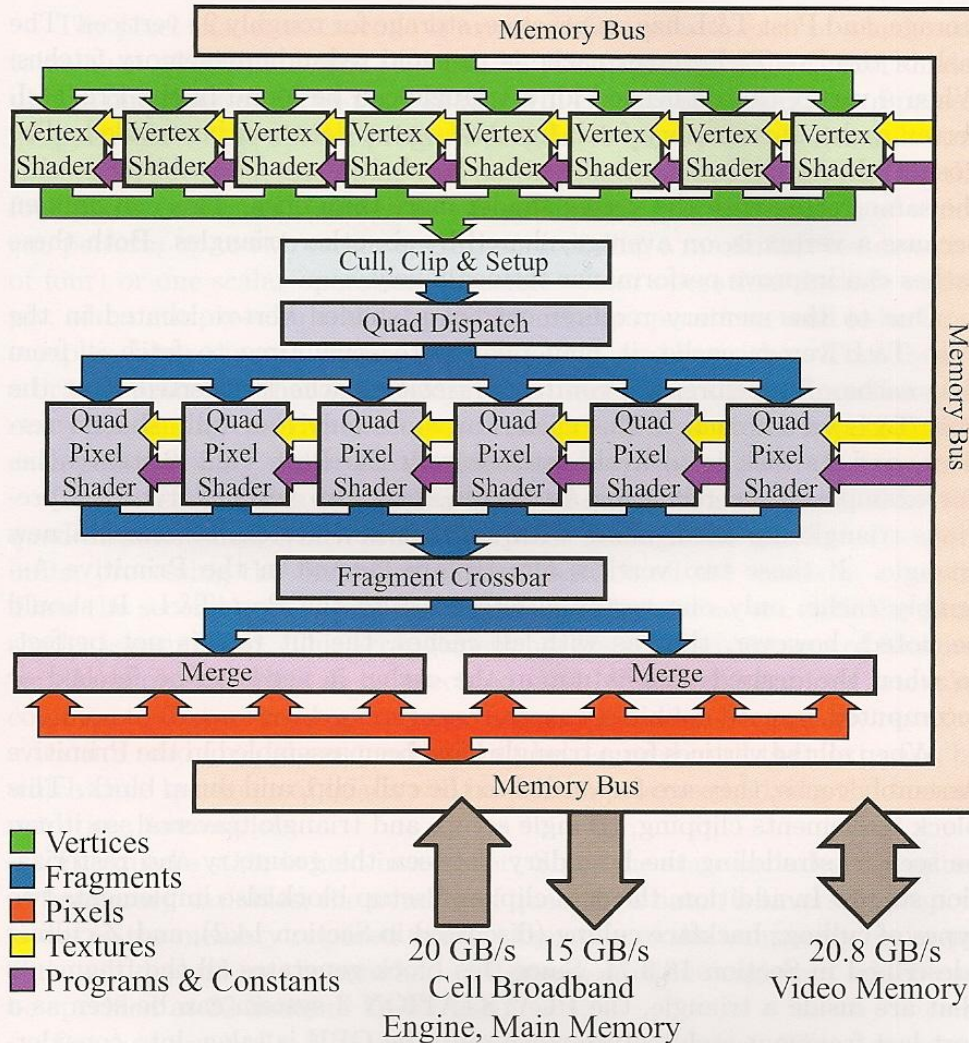 Memory Bus
Vertex Shader
Vertex Shader
Vertex Shader
Vertex Shader
Vertex Shader
Vertex Shader
Vertex Shader
Vertex Shader
Cull, Clip & Setup
Quad Dispatch
Memory Bus
Quad Pixel Shader
Quad Pixel Shader
Quad Pixel Shader
Quad Pixel Shader
Quad Pixel Shader
Quad Pixel Shader
Fragment Crossbar
Merge
Merge
Memory Bus
Vertices
Fragments
Pixels
Textures
Programs & Constants
20 GB/s
15 GB/s
Cell Broadband
Engine, Main Memory
20.8 GB/s
Video Memory